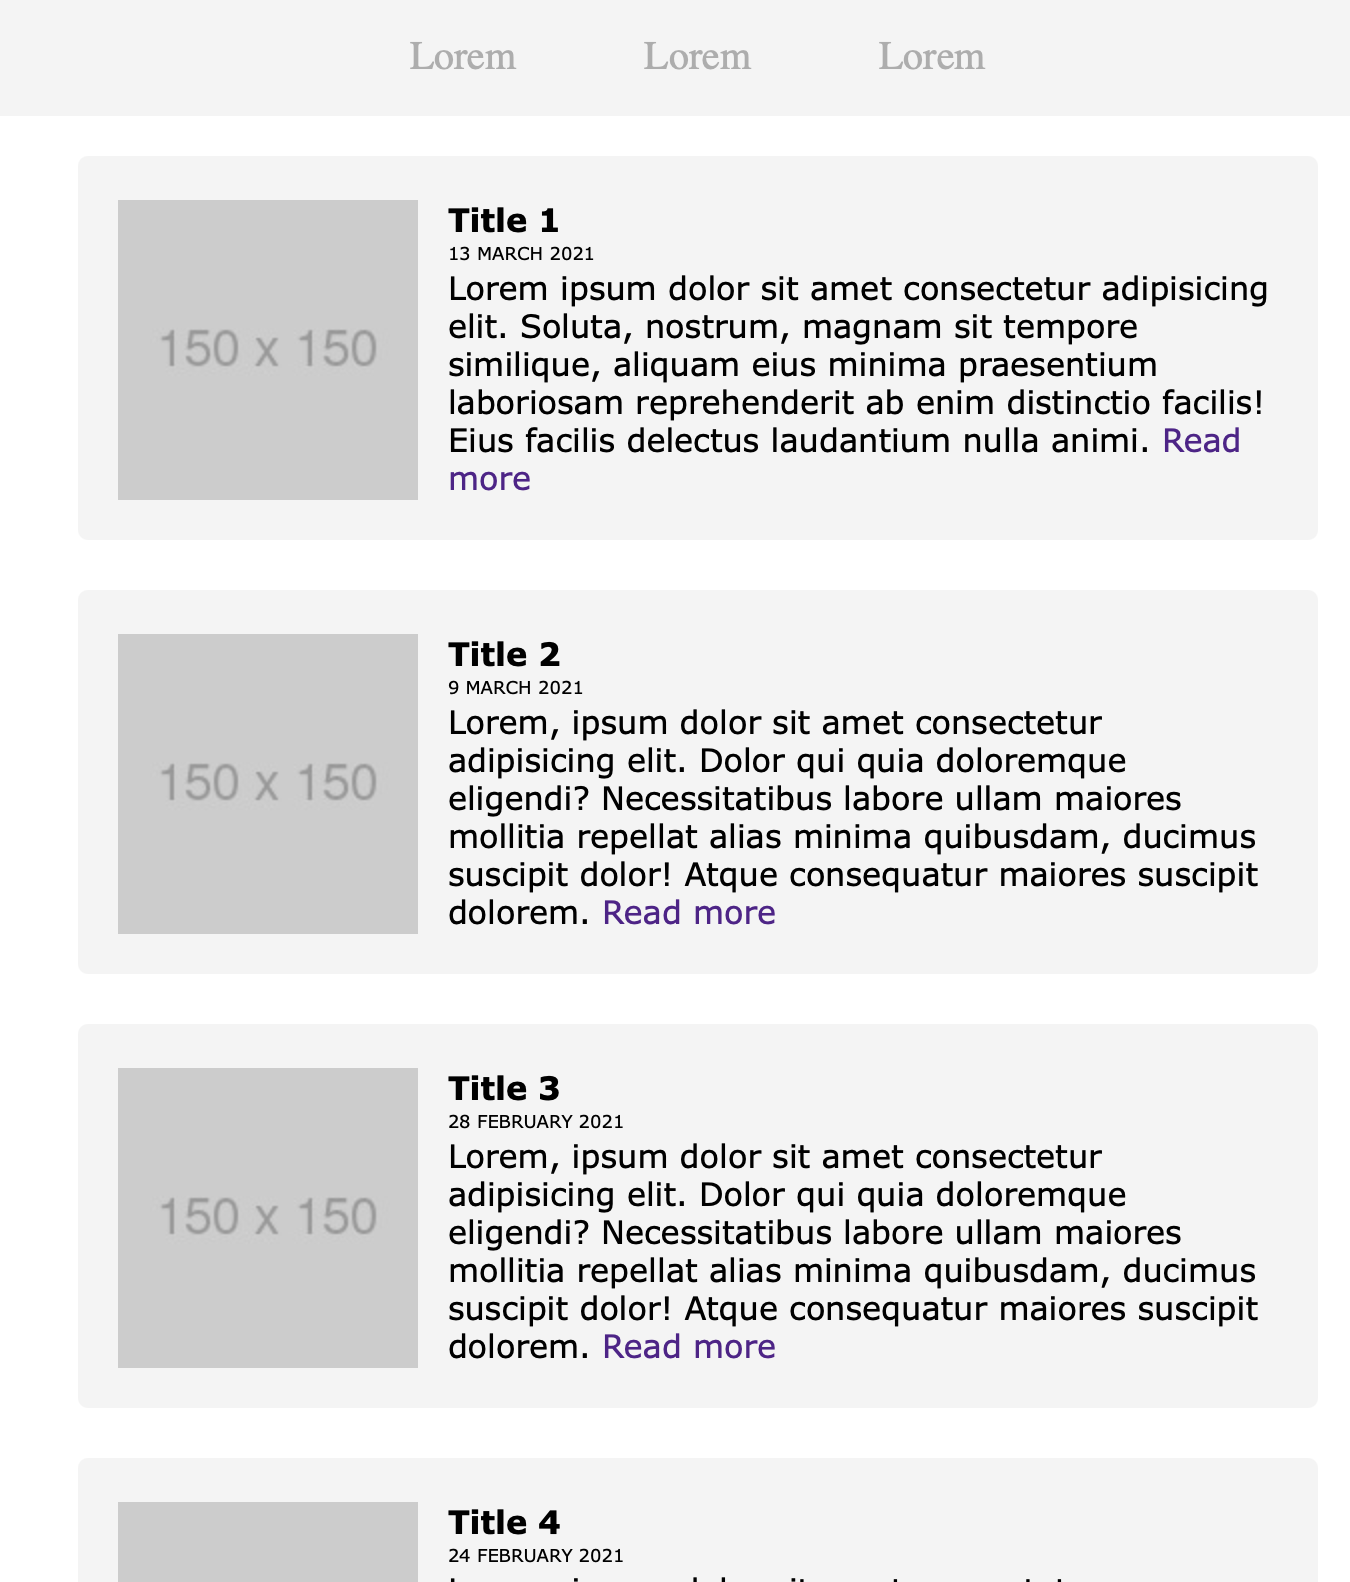 Lorem Lorem Lorem
150 x 150
Title 1
13 MARCH 2021
Lorem ipsum dolor sit amet consectetur adipisicing
elit. Soluta, nostrum, magnam sit tempore
similique, aliquam eius minima praesentium
laboriosam reprehenderit ab enim distinctio facilis!
Eius facilis delectus laudantium nulla animi. Read
more
150 x 150
Title 2
9 MARCH 2021
Lorem, ipsum dolor sit amet consectetur
adipisicing elit. Dolor qui quia doloremque
eligendi? Necessitatibus labore ullam maiores
mollitia repellat alias minima quibusdam, ducimus
suscipit dolor! Atque consequatur maiores suscipit
dolorem. Read more
150 x 150
Title 3
28 FEBRUARY 2021
Lorem, ipsum dolor sit amet consectetur
adipisicing elit. Dolor qui quia doloremque
eligendi? Necessitatibus labore ullam maiores
mollitia repellat alias minima quibusdam, ducimus
suscipit dolor! Atque consequatur maiores suscipit
dolorem. Read more
Title 4
24 FEBRUARY 2021